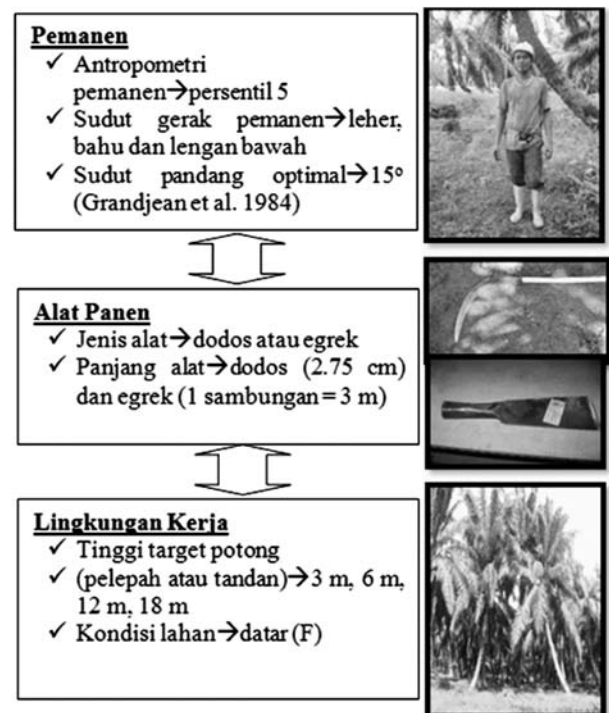 Pemanen
✓ Antropometri
pemanen→persentil 5
✓ Sudut gerak pemanen→leher,
bahu dan lengan bawah
✓ Sudut pandang optimal→15°
(Grandjean et al. 1984)
Alat Panen
✓ Jenis alat→dodos atau egrek
✓ Panjang alat→dodos (2.75 cm)
dan egrek (1 sambungan = 3 m)
Lingkungan Kerja
✓ Tinggi target potong
✓ (pelepah atau tandan)→3 m, 6 m,
12 m, 18 m
✓ Kondisi lahan→datar (F)